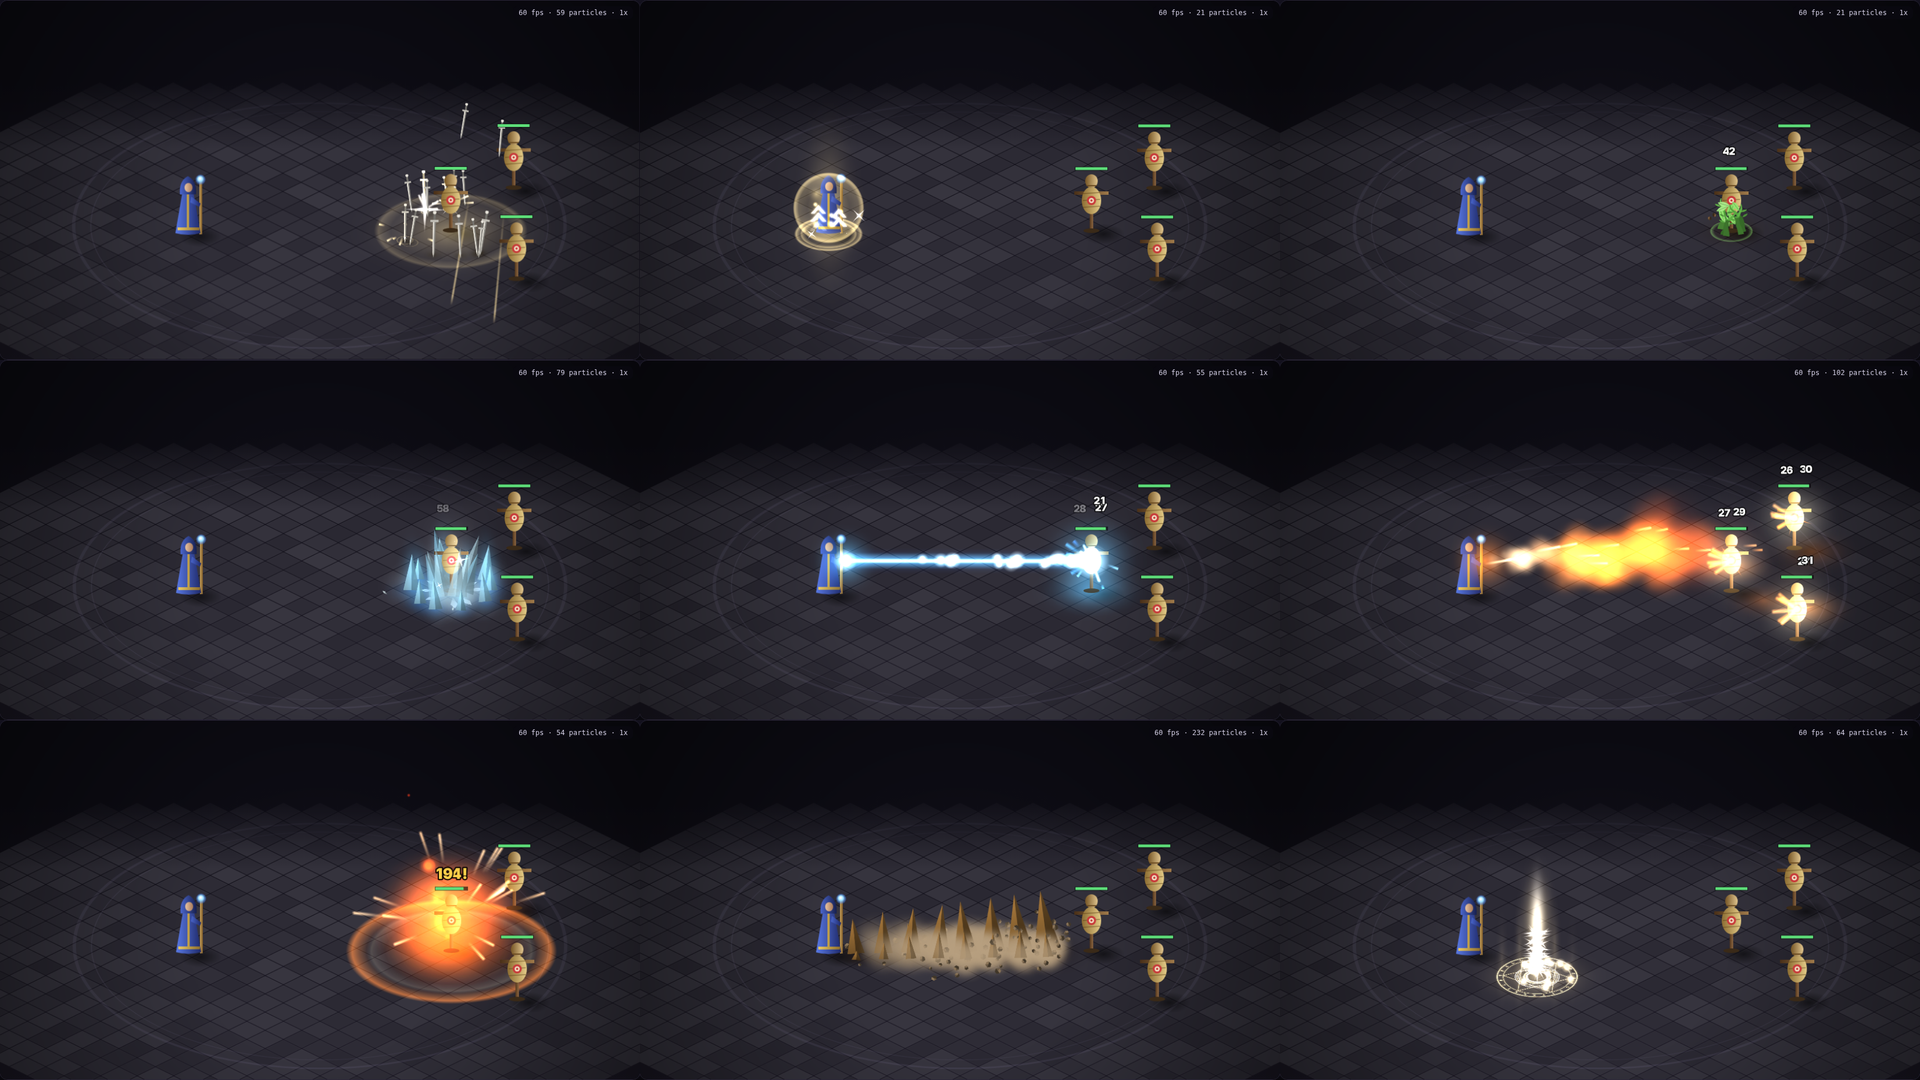 60 fps · 59 particles · 1x
60 fps · 21 particles · 1x
60 fps · 21 particles · 1x
42
60 fps · 79 particles · 1x
58
60 fps · 55 particles · 1x
21
28 27
60 fps · 102 particles · 1x
26 30
27 29
31
60 fps · 54 particles · 1x
194!
60 fps · 232 particles · 1x
60 fps · 64 particles · 1x